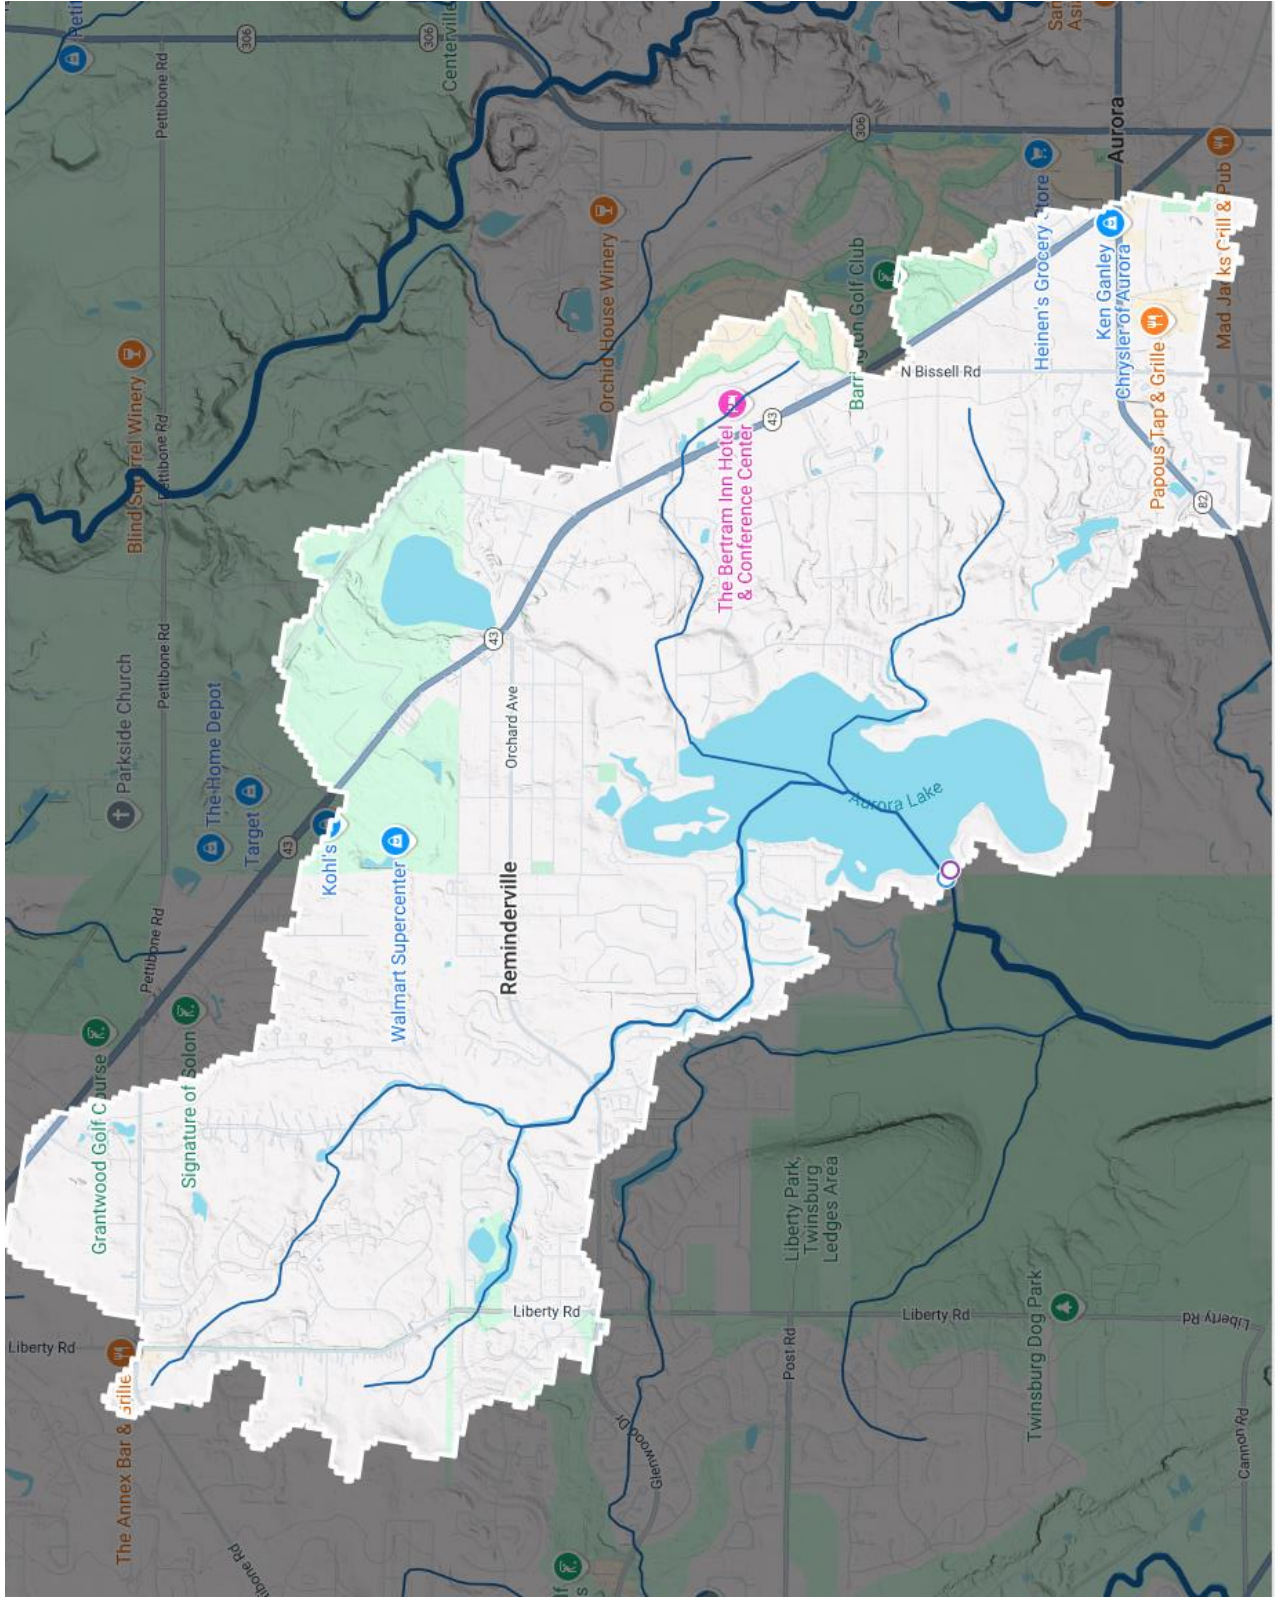 Liberty Rd
The Annex Bar & Grille
Grantwood Golf Course
Signature of Solon
Pettibone Rd
43
Target
The Home Depot
Parkside Church
Pettibone Rd
Pettibone Rd
Blind Squirrel Winery
Pettibone Rd
306
306
Centerville
Kohl's
Walmart Supercenter
Reminderville
Orchard Ave
43
Liberty Rd
Orchid House Winery
Glenwood Dr
The Bertram Inn Hotel
& Conference Center
43
Barrington Golf Club
306
Post Rd
Liberty Park,
Twinsburg
Ledges Area
Liberty Rd
Aurora Lake
N Bissell Rd
Twinsburg Dog Park
Heinen's Grocery Store
Ken Ganley
Chrysler of Aurora
Aurora
Papous Tap & Grille
82
Liberty Rd
Cannon Rd
Mad Jacks Grill & Pub